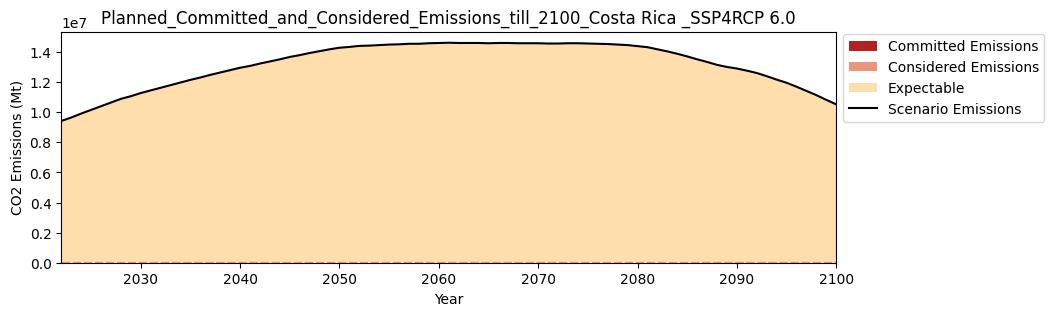 Planned_Committed_and_Considered_Emissions_till_2100_Costa Rica _SSP4RCP 6.0
1e7
Committed Emissions
Considered Emissions
Expectable
Scenario Emissions
CO2 Emissions (Mt)
1.4
1.2
1.0
0.8
0.6
0.4
0.2
0.0
2030 2040 2050 2060 2070 2080 2090 2100
Year